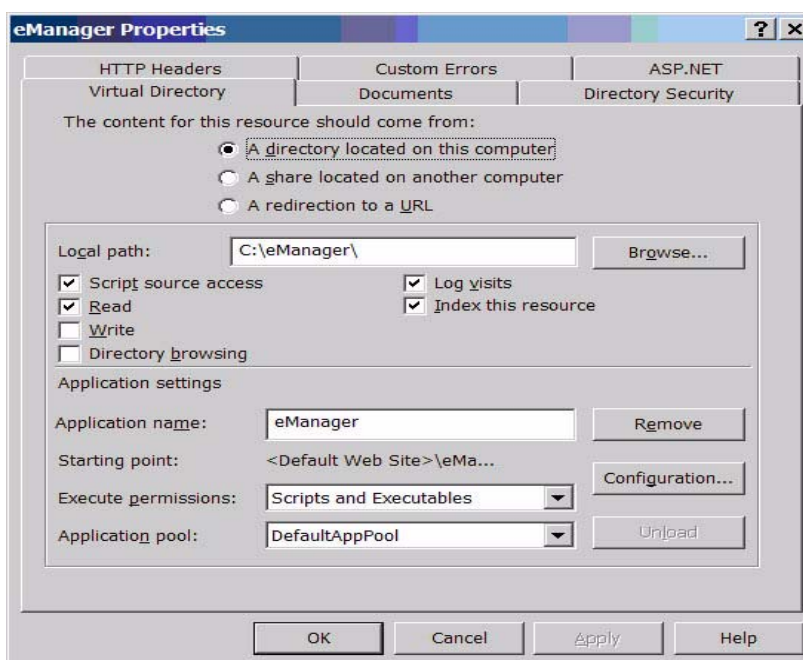 eManager Properties
HTTP Headers
Custom Errors
ASP.NET
Virtual Directory
Documents
Directory Security
The content for this resource should come from:
A directory located on this computer
A share located on another computer
A redirection to a URL
Local path:
C:\eManager\
Browse...
Script source access
Log visits
Read
Index this resource
Write
Directory browsing
Application settings
Application name:
eManager
Remove
Starting point:
<Default Web Site>\eMa...
Configuration...
Execute permissions:
Scripts and Executables
Application pool:
DefaultAppPool
Unload
OK
Cancel
Apply
Help